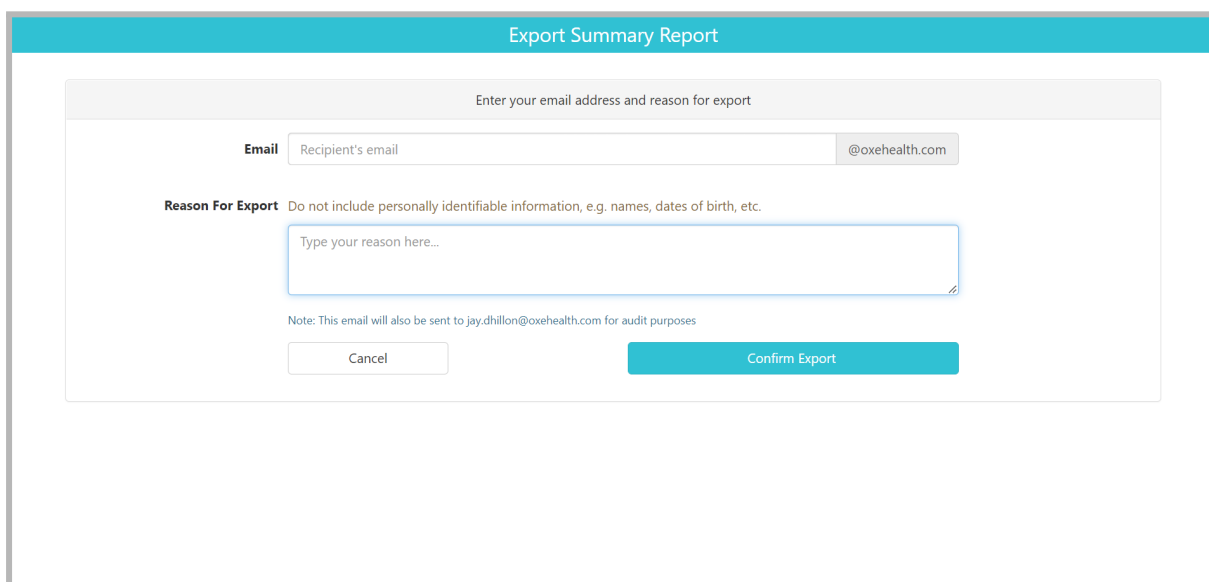 Export Summary Report
Enter your email address and reason for export
Email Recipient's email @oxehealth.com
Reason For Export Do not include personally identifiable information, e.g. names, dates of birth, etc.
Type your reason here...
Note: This email will also be sent to jay.dhillon@oxehealth.com for audit purposes
Cancel Confirm Export